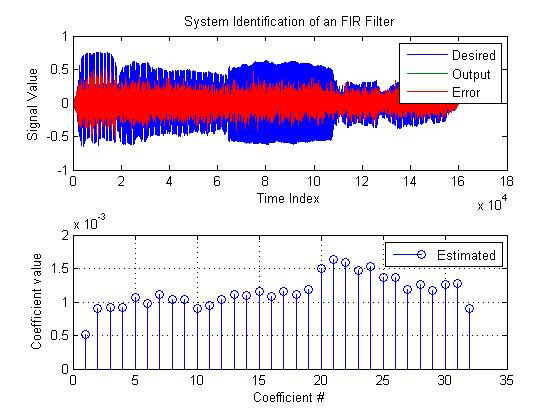 System Identification of an FIR Filter
1
0.5
0
-0.5
-1
Signal Value
Desired
Output
Error
0 2 4 6 8 10 12 14 16 18
x 10^4
Time Index
x 10^-3
2
1.5
1
0.5
0
Coefficient value
Estimated
0 5 10 15 20 25 30 35
Coefficient #